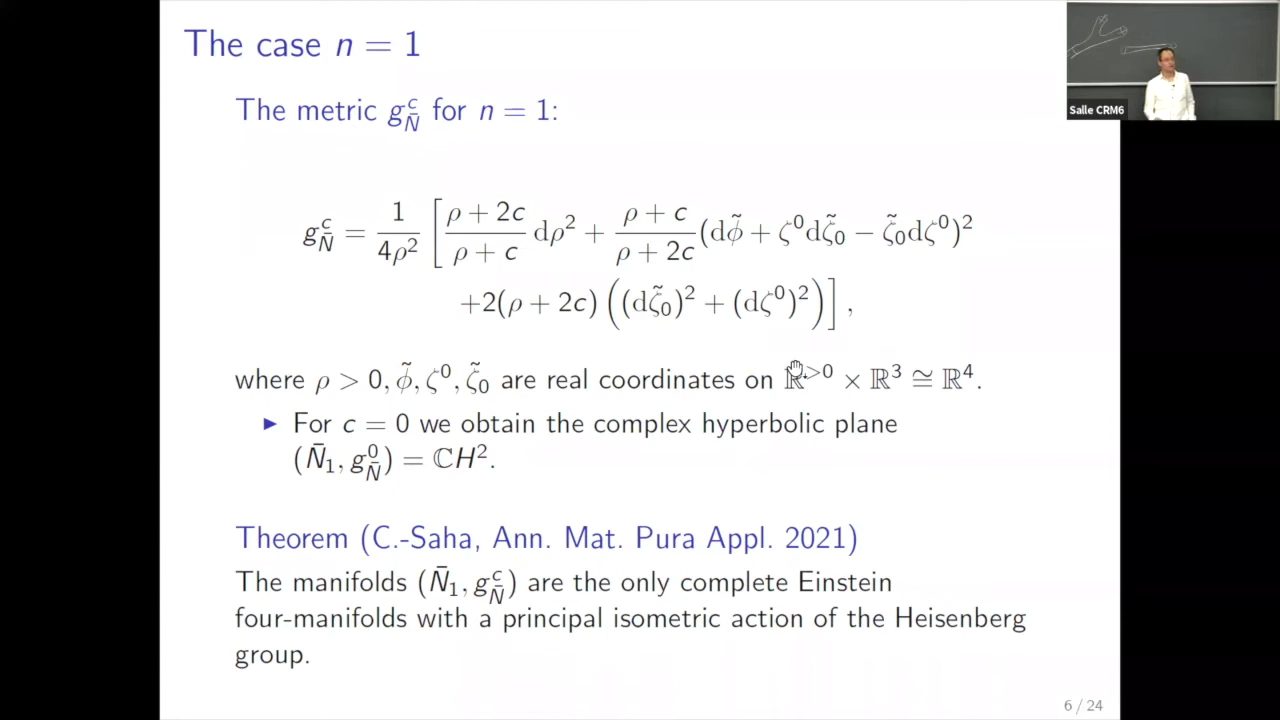 The case n = 1
Salle CRM6
The metric g^c_N̄ for n = 1:
g^c_N̄ = 1/(4ρ²) [ (ρ + 2c)/(ρ + c) dρ² + (ρ + c)/(ρ + 2c) (dϕ̃ + ζ⁰dζ̃₀ − ζ̃₀dζ⁰)²
+2(ρ + 2c) ((dζ̃₀)² + (dζ⁰)²) ] ,
where ρ > 0, ϕ̃, ζ⁰, ζ̃₀ are real coordinates on ℝ^{>0} × ℝ³ ≅ ℝ⁴.
▶ For c = 0 we obtain the complex hyperbolic plane
(N̄₁, g⁰_N̄) = ℂH².
Theorem (C.-Saha, Ann. Mat. Pura Appl. 2021)
The manifolds (N̄₁, g^c_N̄) are the only complete Einstein
four-manifolds with a principal isometric action of the Heisenberg
group.
6 / 24